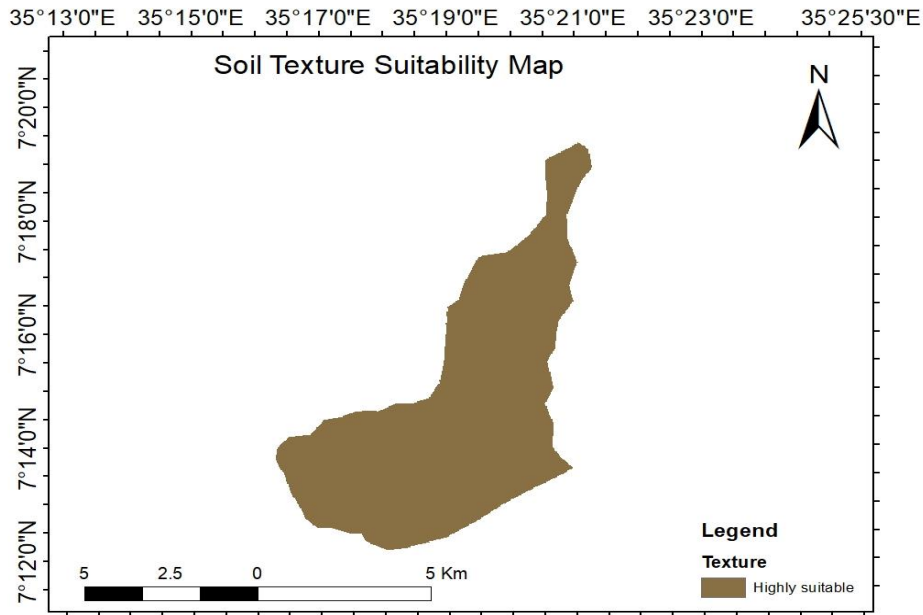 35°13'0"E 35°15'0"E 35°17'0"E 35°19'0"E 35°21'0"E 35°23'0"E 35°25'30"E
Soil Texture Suitability Map
N
7°20'0"N
7°18'0"N
7°16'0"N
7°14'0"N
7°12'0"N
5 2.5 0 5 Km
Legend
Texture
Highly suitable